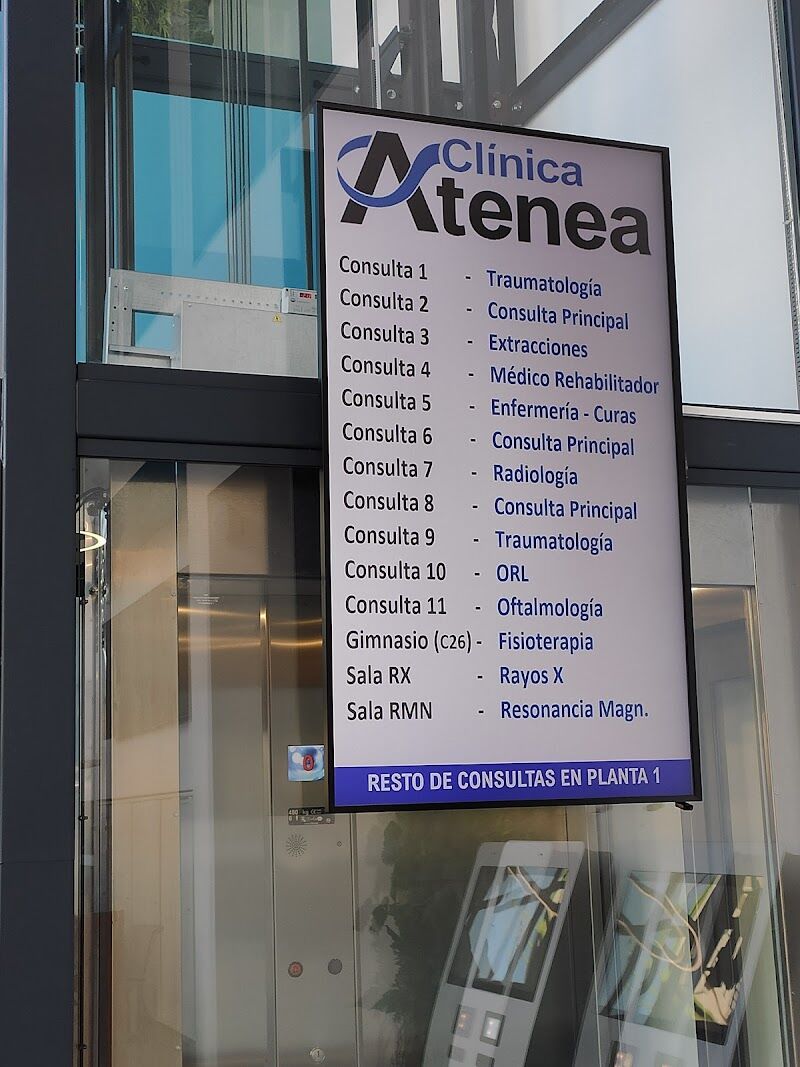 Clínica
Atenea
Consulta 1 - Traumatología
Consulta 2 - Consulta Principal
Consulta 3 - Extracciones
Consulta 4 - Médico Rehabilitador
Consulta 5 - Enfermería - Curas
Consulta 6 - Consulta Principal
Consulta 7 - Radiología
Consulta 8 - Consulta Principal
Consulta 9 - Traumatología
Consulta 10 - ORL
Consulta 11 - Oftalmología
Gimnasio (C26) - Fisioterapia
Sala RX - Rayos X
Sala RMN - Resonancia Magn.
RESTO DE CONSULTAS EN PLANTA 1
0